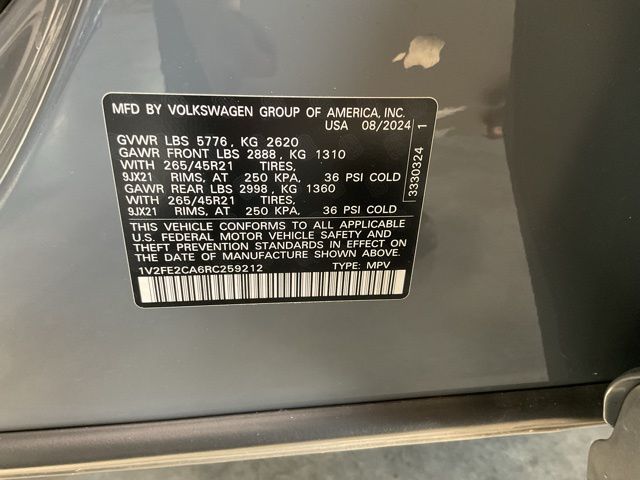 MFD BY VOLKSWAGEN GROUP OF AMERICA, INC.
USA 08/2024
GVWR LBS 5776 , KG 2620
GAWR FRONT LBS 2888 , KG 1310
WITH 265/45R21 TIRES,
9JX21 RIMS, AT 250 KPA, 36 PSI COLD
GAWR REAR LBS 2998 , KG 1360
WITH 265/45R21 TIRES,
9JX21 RIMS, AT 250 KPA, 36 PSI COLD
THIS VEHICLE CONFORMS TO ALL APPLICABLE
U.S. FEDERAL MOTOR VEHICLE SAFETY AND
THEFT PREVENTION STANDARDS IN EFFECT ON
THE DATE OF MANUFACTURE SHOWN ABOVE.
1V2FE2CA6RC259212 TYPE: MPV
3330324 1